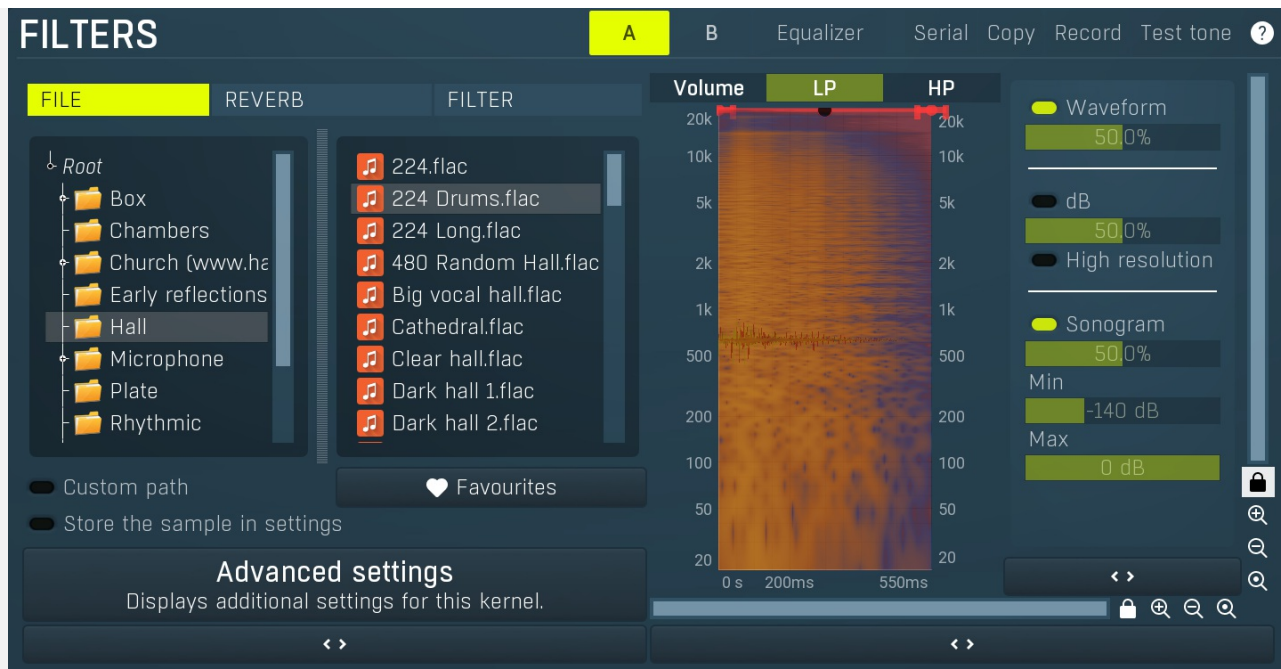 FILTERS
A B Equalizer Serial Copy Record Test tone ?
FILE REVERB FILTER
Root
Box
Chambers
Church (www.ha
Early reflections
Hall
Microphone
Plate
Rhythmic
224.flac
224 Drums.flac
224 Long.flac
480 Random Hall.flac
Big vocal hall.flac
Cathedral.flac
Clear hall.flac
Dark hall 1.flac
Dark hall 2.flac
Custom path
Favourites
Store the sample in settings
Advanced settings
Displays additional settings for this kernel.
Volume LP HP
20k 20k
10k 10k
5k 5k
2k 2k
1k 1k
500 500
200 200
100 100
50 50
20 20
0 s 200ms 550ms
Waveform
50.0%
dB
50.0%
High resolution
Sonogram
50.0%
Min
-140 dB
Max
0 dB